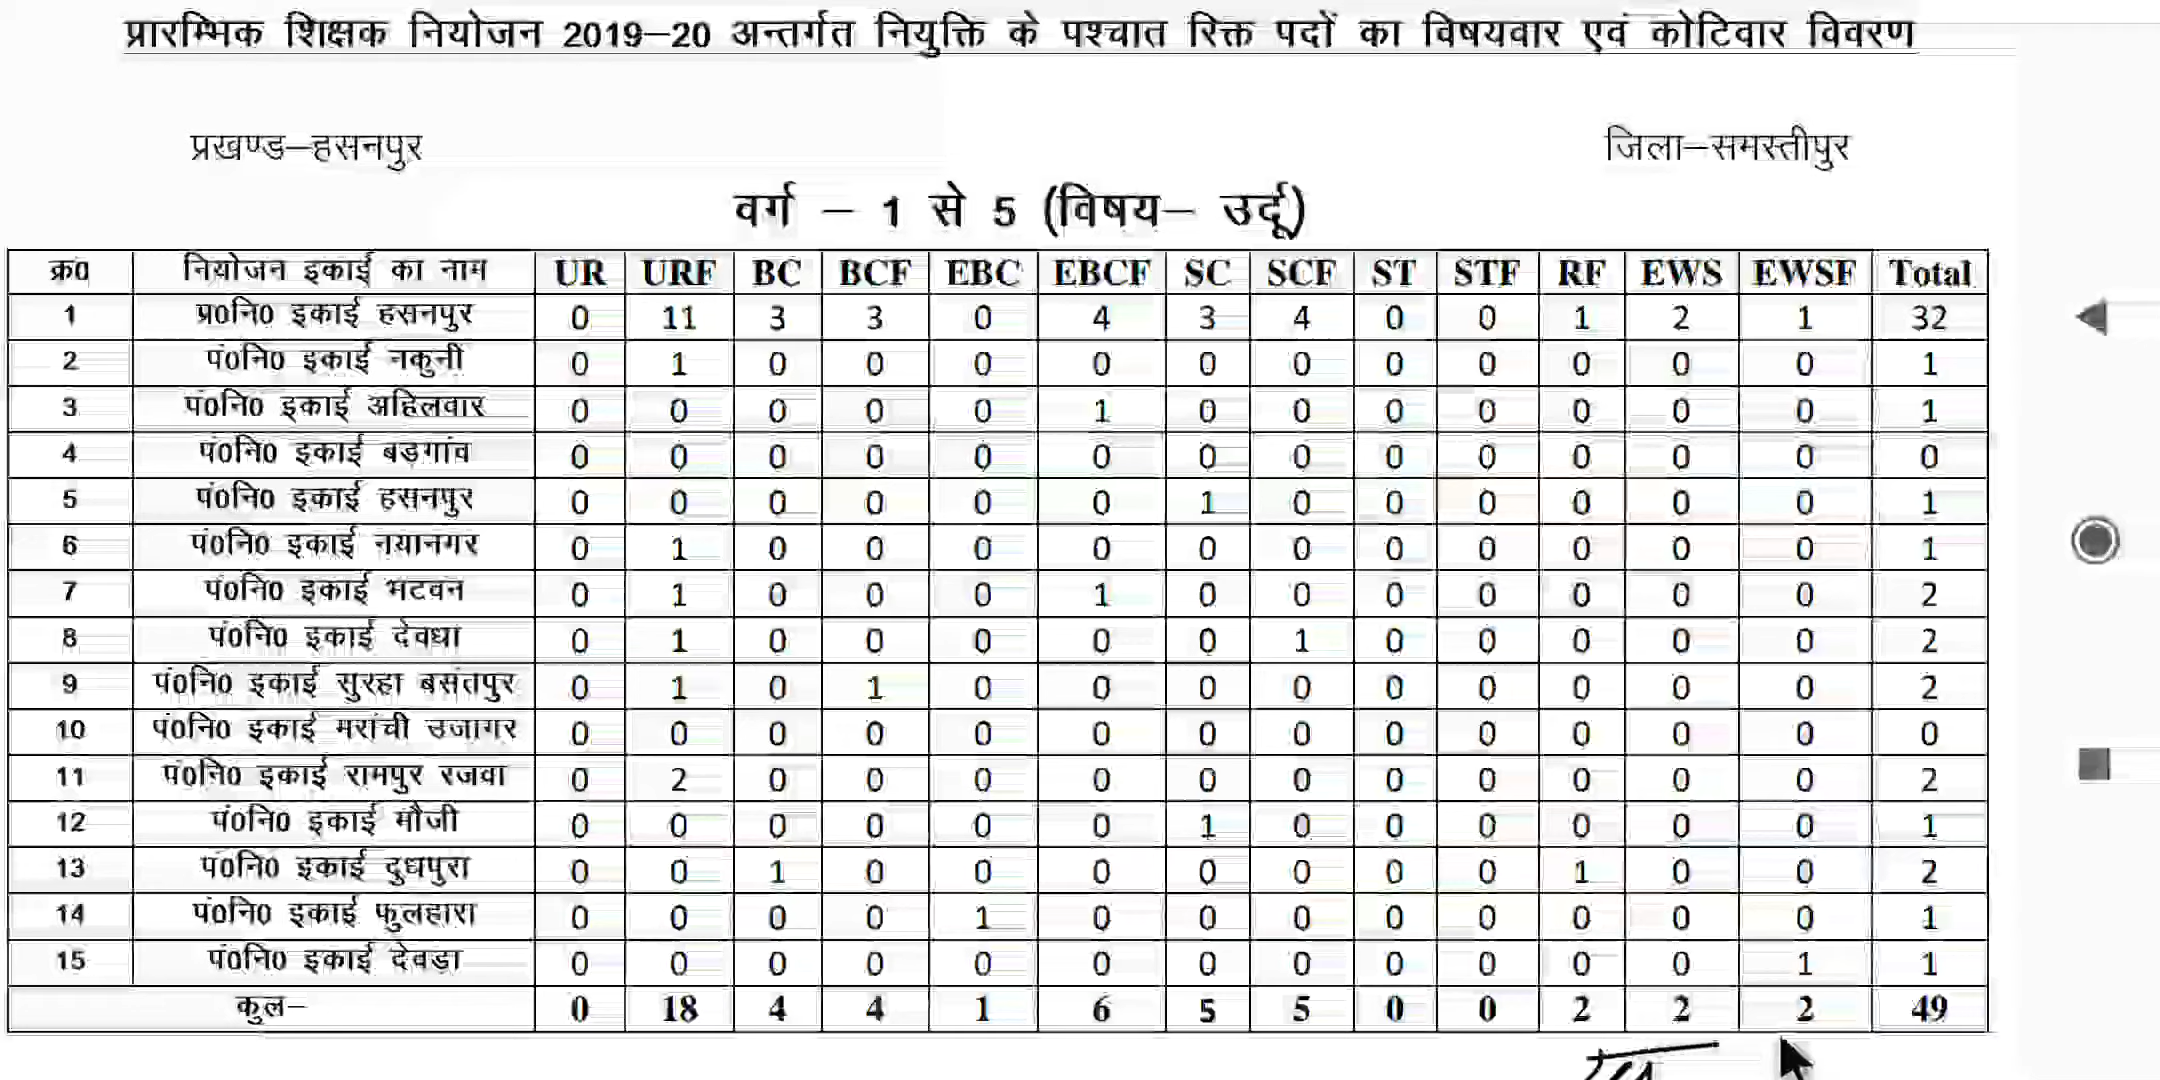 प्रारम्भिक शिक्षक नियोजन 2019–20 अन्तर्गत नियुक्ति के पश्चात रिक्त पदों का विषयवार एवं कोटिवार विवरण
प्रखण्ड–हसनपुर जिला–समस्तीपुर
वर्ग – 1 से 5 (विषय– उर्दू)
क्र0 नियोजन इकाई का नाम UR URF BC BCF EBC EBCF SC SCF ST STF RF EWS EWSF Total
1 प्र0नि0 इकाई हसनपुर 0 11 3 3 0 4 3 4 0 0 1 2 1 32
2 पं0नि0 इकाई नकुनी 0 1 0 0 0 0 0 0 0 0 0 0 0 1
3 पं0नि0 इकाई अहिलवार 0 0 0 0 0 1 0 0 0 0 0 0 0 1
4 पं0नि0 इकाई बड़गांव 0 0 0 0 0 0 0 0 0 0 0 0 0 0
5 पं0नि0 इकाई हसनपुर 0 0 0 0 0 0 1 0 0 0 0 0 0 1
6 पं0नि0 इकाई नयानगर 0 1 0 0 0 0 0 0 0 0 0 0 0 1
7 पं0नि0 इकाई भटवन 0 1 0 0 0 1 0 0 0 0 0 0 0 2
8 पं0नि0 इकाई देवधा 0 1 0 0 0 0 0 1 0 0 0 0 0 2
9 पं0नि0 इकाई सुरहा बसंतपुर 0 1 0 1 0 0 0 0 0 0 0 0 0 2
10 पं0नि0 इकाई मरांची उजागर 0 0 0 0 0 0 0 0 0 0 0 0 0 0
11 पं0नि0 इकाई रामपुर रजवा 0 2 0 0 0 0 0 0 0 0 0 0 0 2
12 पं0नि0 इकाई मौजी 0 0 0 0 0 0 1 0 0 0 0 0 0 1
13 पं0नि0 इकाई दुधपुरा 0 0 1 0 0 0 0 0 0 0 1 0 0 2
14 पं0नि0 इकाई फुलहारा 0 0 0 0 1 0 0 0 0 0 0 0 0 1
15 पं0नि0 इकाई देवड़ा 0 0 0 0 0 0 0 0 0 0 0 0 1 1
कुल– 0 18 4 4 1 6 5 5 0 0 2 2 2 49